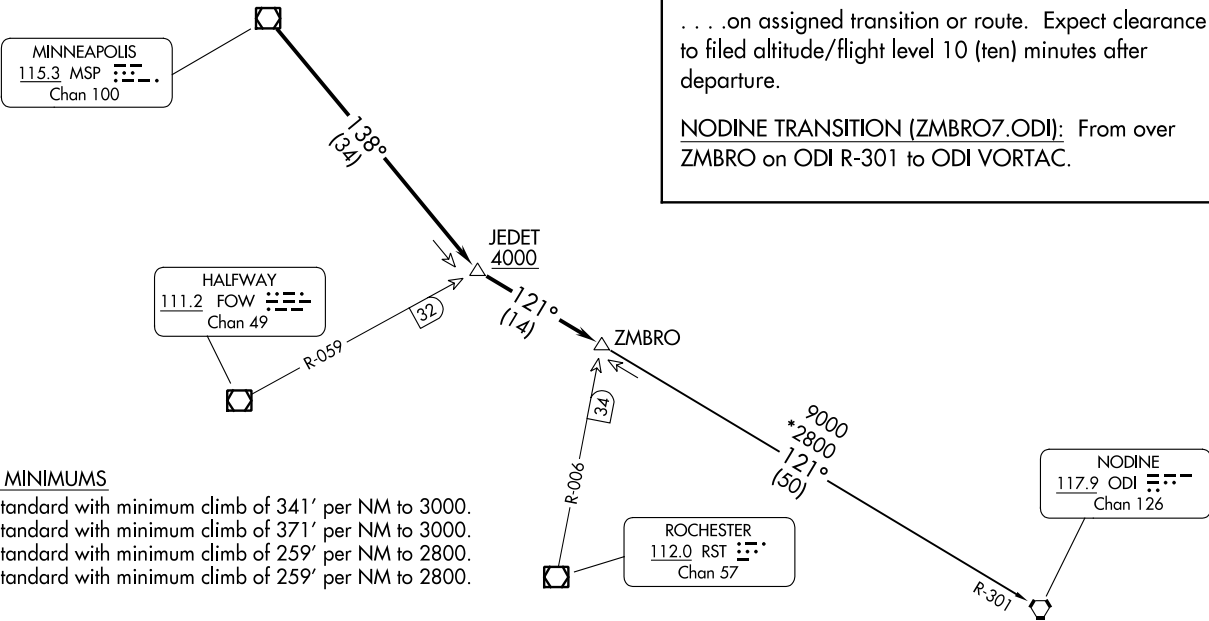 . . . .on assigned transition or route. Expect clearance
to filed altitude/flight level 10 (ten) minutes after
departure.
NODINE TRANSITION (ZMBRO7.ODI): From over
ZMBRO on ODI R-301 to ODI VORTAC.
MINNEAPOLIS
115.3 MSP
Chan 100
138°
(34)
JEDET
4000
HALFWAY
111.2 FOW
Chan 49
32
R-059
121°
(14)
ZMBRO
34
R-006
9000
*2800
121°
(50)
NODINE
117.9 ODI
Chan 126
R-301
ROCHESTER
112.0 RST
Chan 57
MINIMUMS
tandard with minimum climb of 341' per NM to 3000.
tandard with minimum climb of 371' per NM to 3000.
tandard with minimum climb of 259' per NM to 2800.
tandard with minimum climb of 259' per NM to 2800.